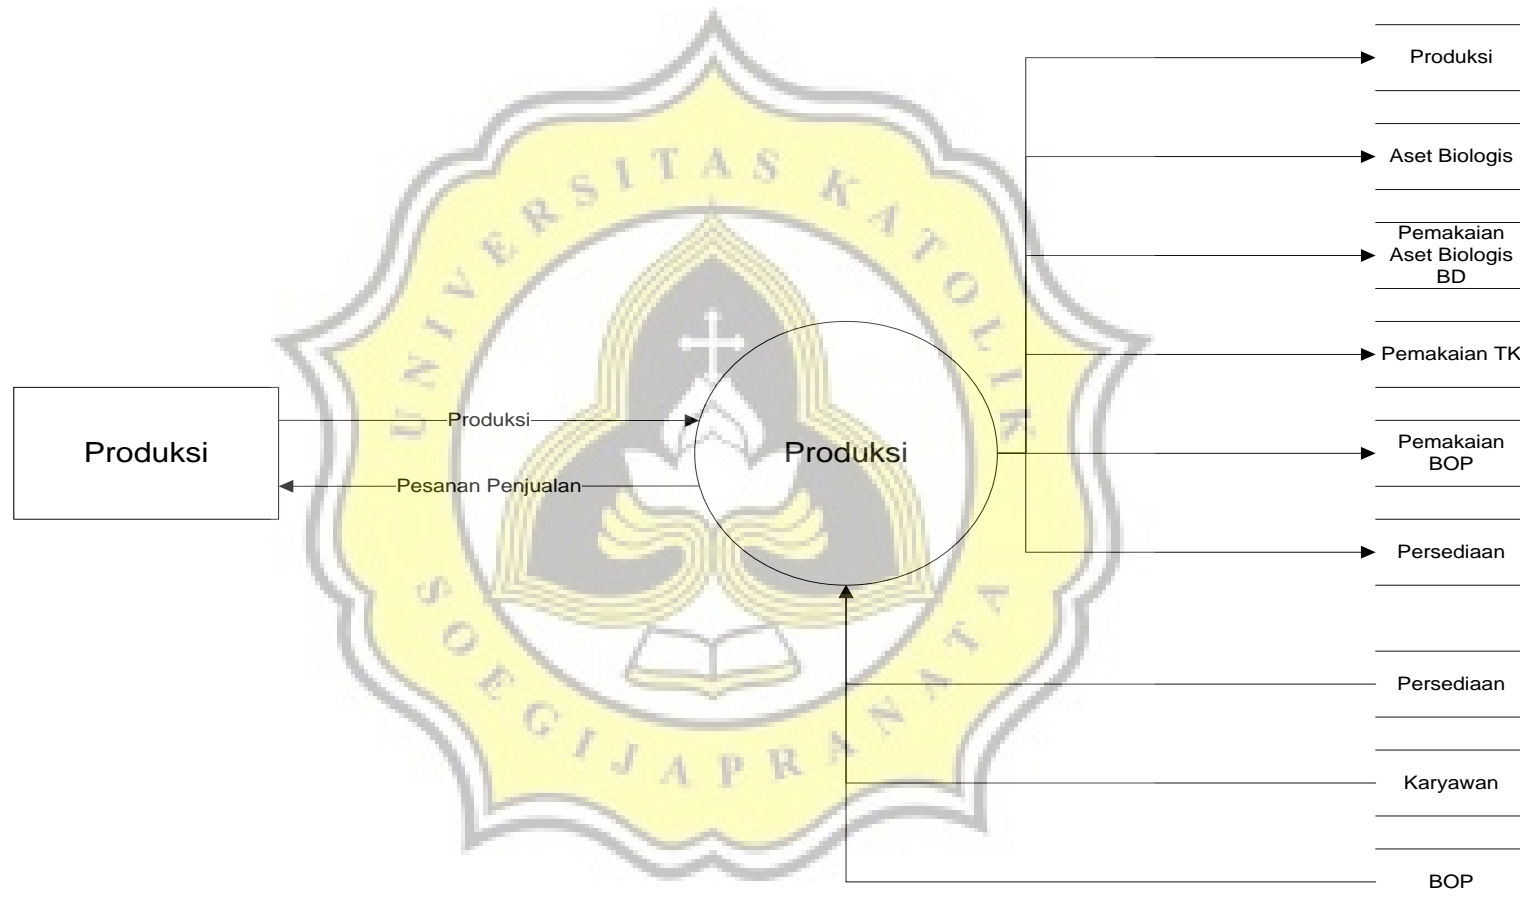 Produksi
Aset Biologis
Pemakaian
Aset Biologis
BD
Pemakaian TK
Produksi
Pesanan Penjualan
Produksi
Produksi
Pemakaian
BOP
Persediaan
Persediaan
Karyawan
BOP
UNIVERSITAS KATOLIK
SOEGIJAPRANATA